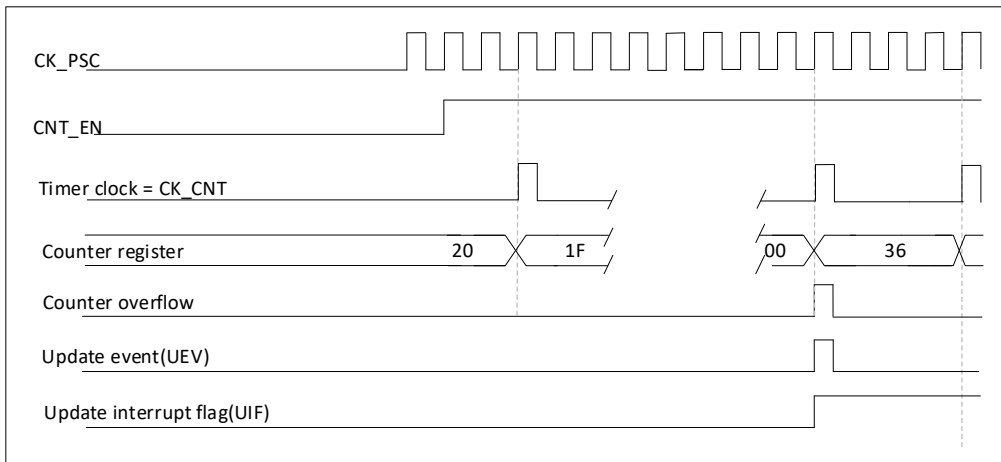 CK_PSC
CNT_EN
Timer clock = CK_CNT
Counter register 20 1F 00 36
Counter overflow
Update event(UEV)
Update interrupt flag(UIF)